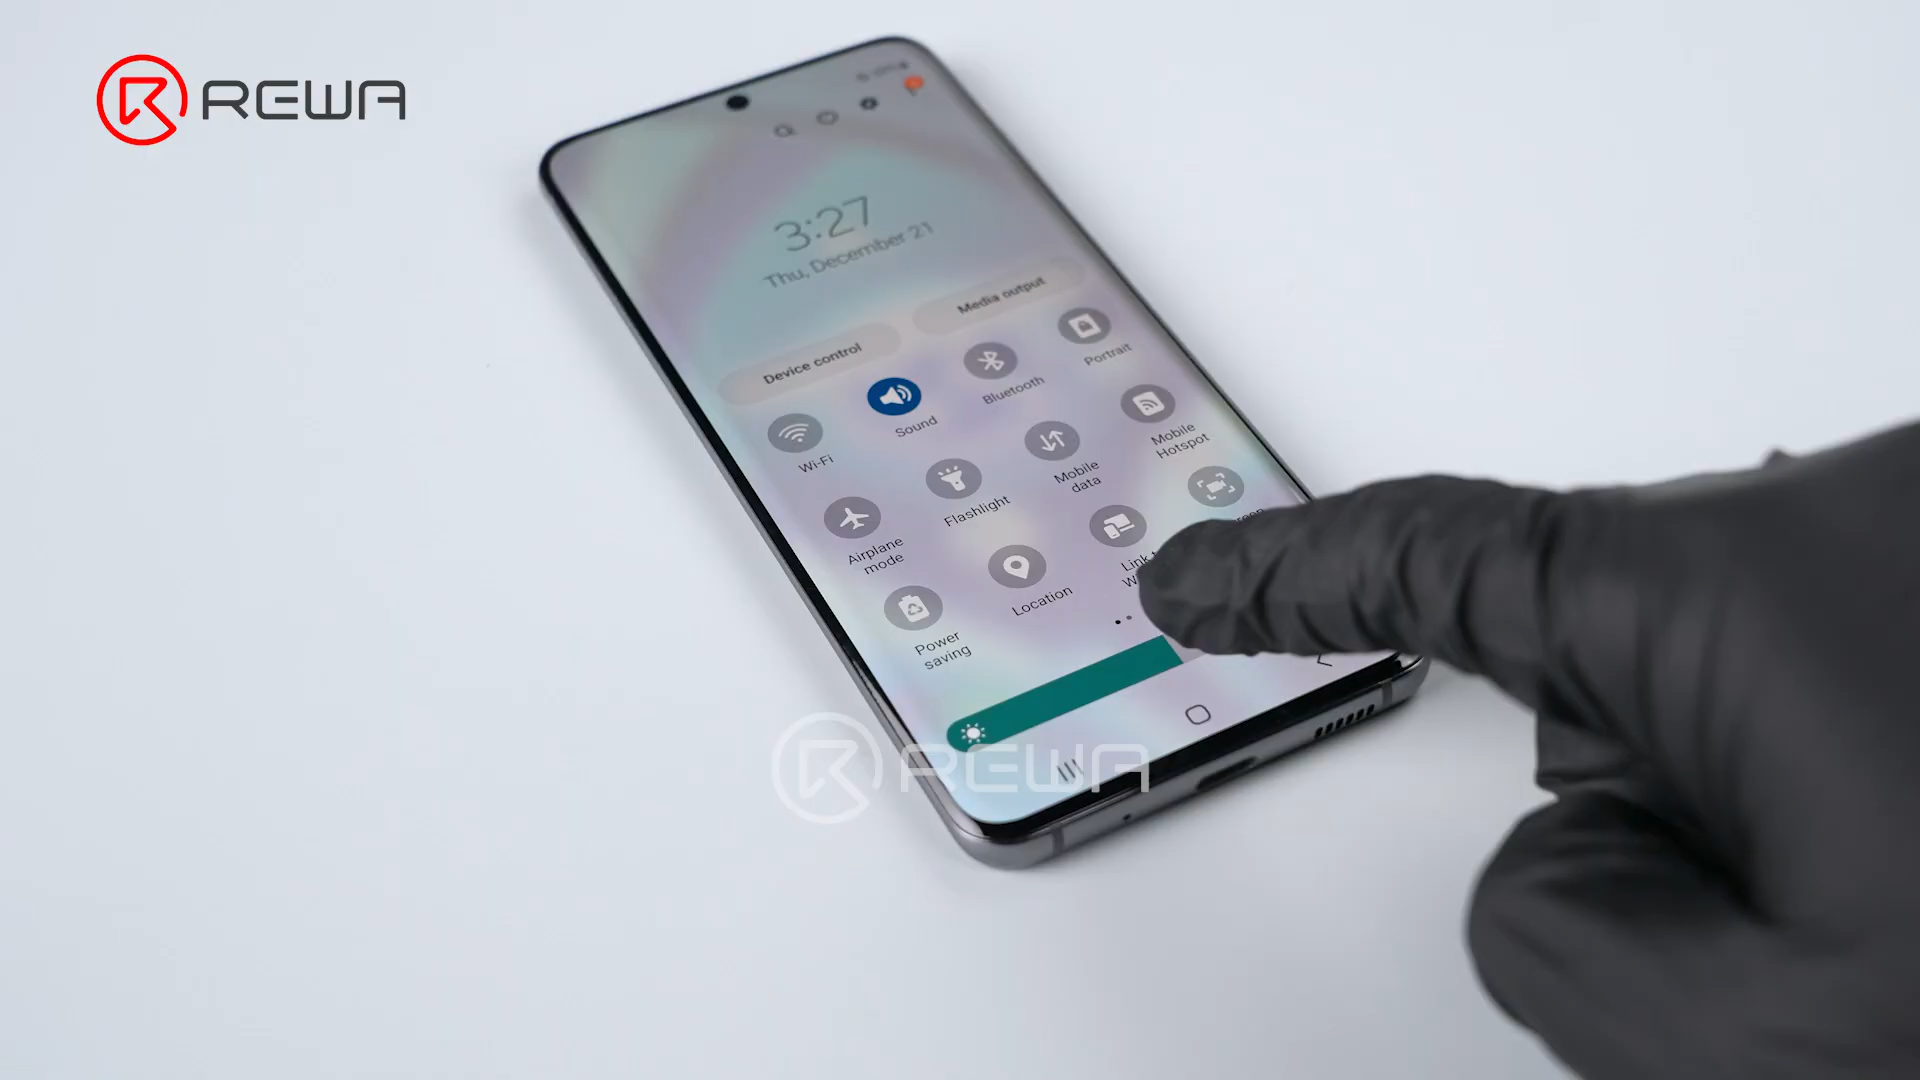 REWA
3:27
Thu, December 21
Device control
Media output
Wi-Fi
Sound
Bluetooth
Portrait
Airplane
mode
Flashlight
Mobile
data
Mobile
Hotspot
Power
saving
Location
Link
REWA